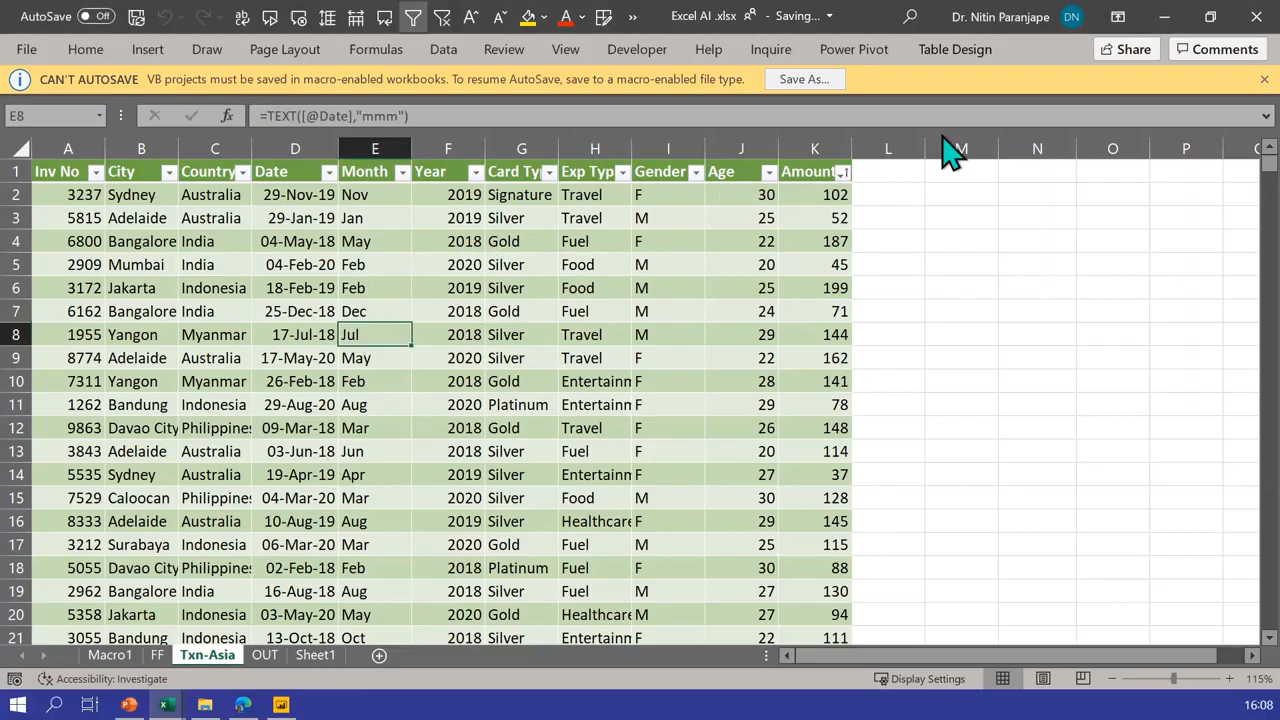 AutoSave Off Excel AI .xlsx Saving... Dr. Nitin Paranjape DN
File Home Insert Draw Page Layout Formulas Data Review View Developer Help Inquire Power Pivot Table Design Share Comments
CAN'T AUTOSAVE VB projects must be saved in macro-enabled workbooks. To resume AutoSave, save to a macro-enabled file type. Save As...
E8 fx =TEXT([@Date],"mmm")
A B C D E F G H I J K L M N O P
1 Inv No City Country Date Month Year Card Ty Exp Typ Gender Age Amount
2 3237 Sydney Australia 29-Nov-19 Nov 2019 Signature Travel F 30 102
3 5815 Adelaide Australia 29-Jan-19 Jan 2019 Silver Travel M 25 52
4 6800 Bangalore India 04-May-18 May 2018 Gold Fuel F 22 187
5 2909 Mumbai India 04-Feb-20 Feb 2020 Silver Food M 20 45
6 3172 Jakarta Indonesia 18-Feb-19 Feb 2019 Silver Food M 25 199
7 6162 Bangalore India 25-Dec-18 Dec 2018 Gold Fuel M 24 71
8 1955 Yangon Myanmar 17-Jul-18 Jul 2018 Silver Travel M 29 144
9 8774 Adelaide Australia 17-May-20 May 2020 Silver Travel F 22 162
10 7311 Yangon Myanmar 26-Feb-18 Feb 2018 Gold Entertainn F 28 141
11 1262 Bandung Indonesia 29-Aug-20 Aug 2020 Platinum Entertainn F 29 78
12 9863 Davao City Philippines 09-Mar-18 Mar 2018 Gold Travel F 26 148
13 3843 Adelaide Australia 03-Jun-18 Jun 2018 Silver Fuel F 20 114
14 5535 Sydney Australia 19-Apr-19 Apr 2019 Silver Entertainn F 27 37
15 7529 Caloocan Philippines 04-Mar-20 Mar 2020 Silver Food M 30 128
16 8333 Adelaide Australia 10-Aug-19 Aug 2019 Silver Healthcare F 29 145
17 3212 Surabaya Indonesia 06-Mar-20 Mar 2020 Gold Fuel M 25 115
18 5055 Davao City Philippines 02-Feb-18 Feb 2018 Platinum Fuel F 30 88
19 2962 Bangalore India 16-Aug-18 Aug 2018 Silver Fuel M 27 130
20 5358 Jakarta Indonesia 03-May-20 May 2020 Gold Healthcare M 27 94
21 3055 Bandung Indonesia 13-Oct-18 Oct 2018 Silver Entertainn F 22 111
Macro1 FF Txn-Asia OUT Sheet1
Accessibility: Investigate Display Settings 115%
16:08